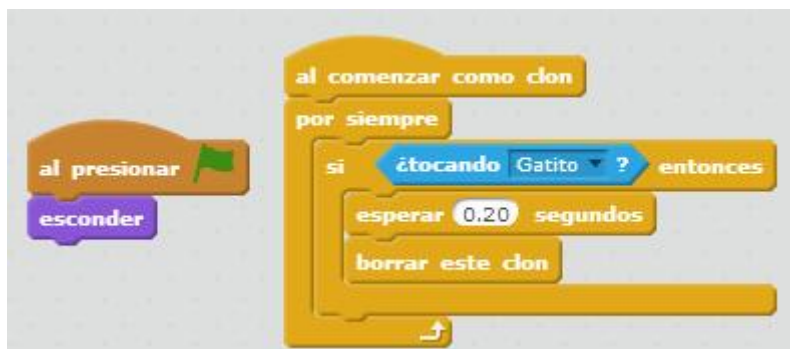 al presionar
esconder
al comenzar como clon
por siempre
si ¿tocando Gatito ? entonces
esperar 0.20 segundos
borrar este clon